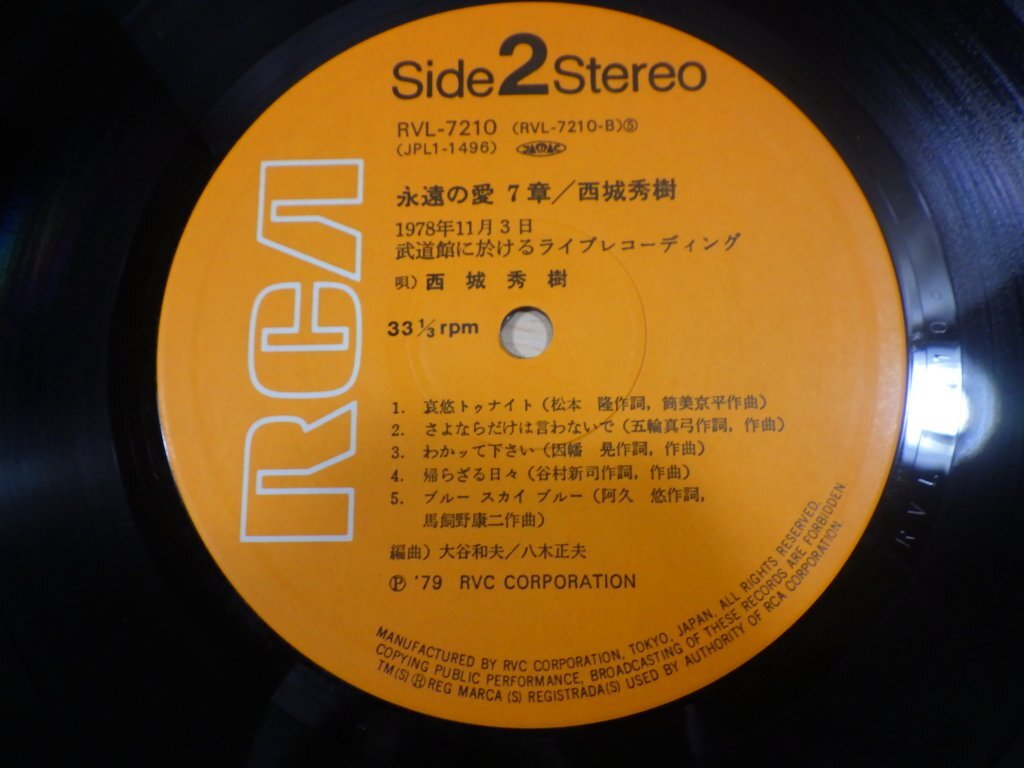 Side 2 Stereo
RVL-7210 (RVL-7210-B)⑤
(JPL1-1496) JASRAC
永遠の愛 7章/西城秀樹
1978年11月3日
武道館に於けるライブレコーディング
唄) 西 城 秀 樹
33 1/3 rpm
RCA
1. 哀愁トゥナイト (松本 隆作詞, 筒美京平作曲)
2. さよならだけは言わないで (五輪真弓作詞, 作曲)
3. わかって下さい (因幡 晃作詞, 作曲)
4. 帰らざる日々 (谷村新司作詞, 作曲)
5. ブルー スカイ ブルー (阿久 悠作詞,
馬飼野康二作曲)
編曲) 大谷和夫/八木正夫
Ⓟ '79 RVC CORPORATION
MANUFACTURED BY RVC CORPORATION, TOKYO, JAPAN, ALL RIGHTS RESERVED.
COPYING PUBLIC PERFORMANCE, BROADCASTING OF THESE RECORDS ARE FORBIDDEN
TM(S) ® REG MARCA (S) REGISTRADA(S) USED BY AUTHORITY OF RCA CORPORATION.